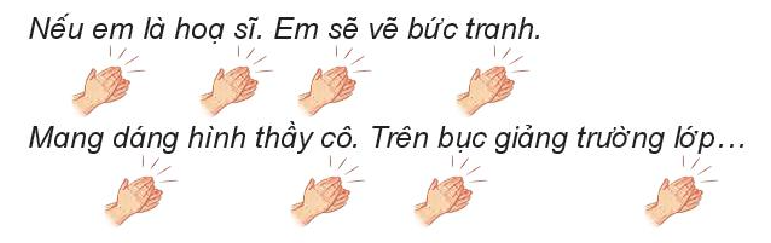 Nếu em là hoạ sĩ. Em sẽ vẽ bức tranh.
Mang dáng hình thầy cô. Trên bục giảng trường lớp…